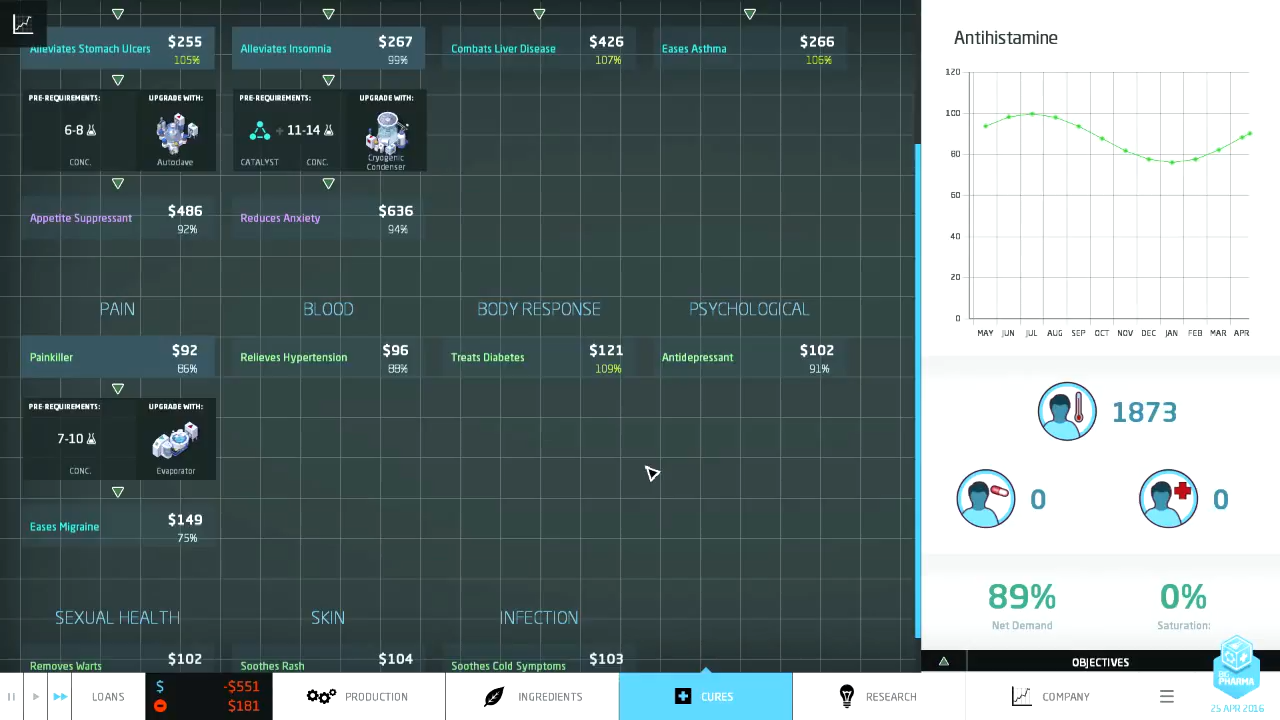 Alleviates Stomach Ulcers $255 105%
Alleviates Insomnia $267 99%
Combats Liver Disease $426 107%
Eases Asthma $266 106%
PRE-REQUIREMENTS: UPGRADE WITH:
6-8
CONC. Autoclave
PRE-REQUIREMENTS: UPGRADE WITH:
+ 11-14
CATALYST CONC. Cryogenic
Condenser
Appetite Suppressant $486 92%
Reduces Anxiety $636 94%
PAIN BLOOD BODY RESPONSE PSYCHOLOGICAL
Painkiller $92 86%
Relieves Hypertension $96 88%
Treats Diabetes $121 109%
Antidepressant $102 91%
PRE-REQUIREMENTS: UPGRADE WITH:
7-10
CONC. Evaporator
Eases Migraine $149 75%
SEXUAL HEALTH SKIN INFECTION
Removes Warts $102
Soothes Rash $104
Soothes Cold Symptoms $103
Antihistamine
120
100
80
60
40
20
0
MAY JUN JUL AUG SEP OCT NOV DEC JAN FEB MAR APR
1873
0 0
89% 0%
Net Demand Saturation:
OBJECTIVES
LOANS
$ -$551
$181
PRODUCTION INGREDIENTS CURES RESEARCH COMPANY
BIG
PHARMA
25 APR 2016